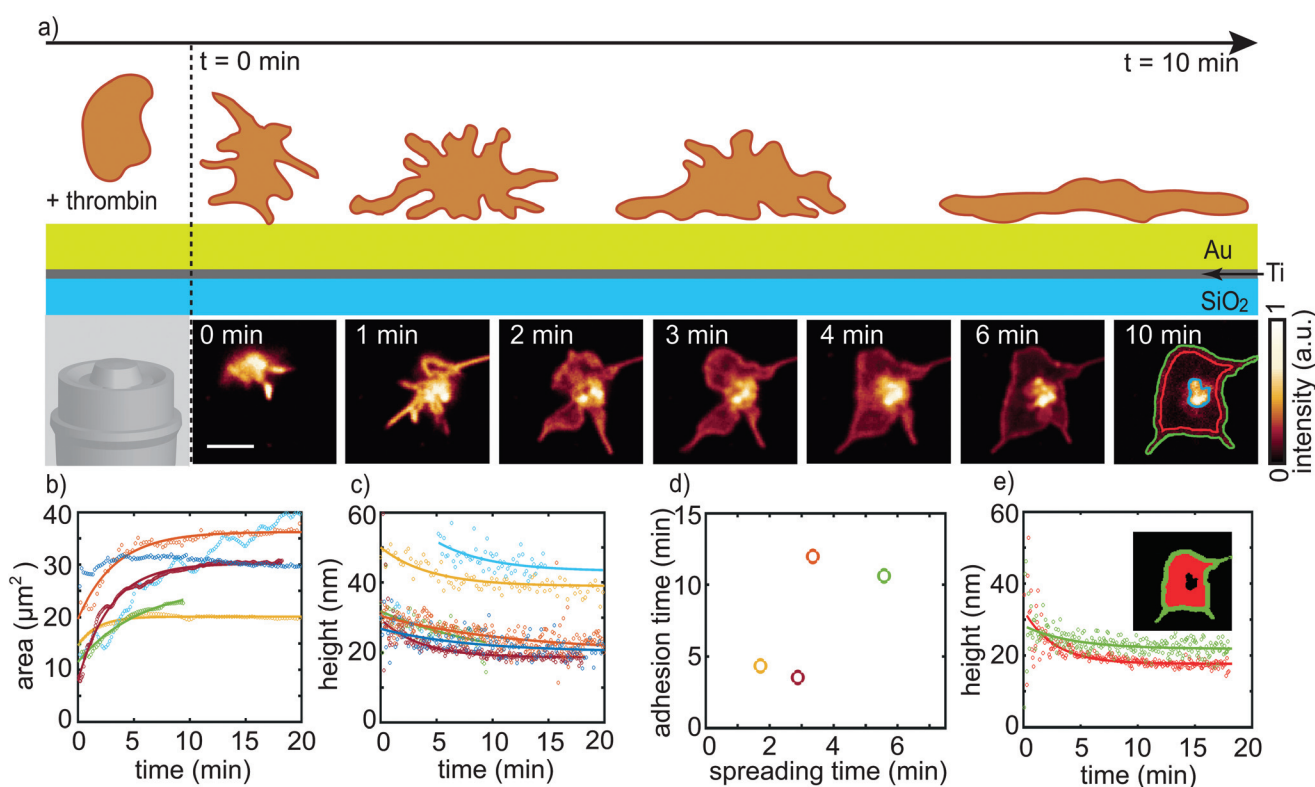 a)
t = 0 min
t = 10 min
+ thrombin
Au
Ti
SiO₂
0 min
1 min
2 min
3 min
4 min
6 min
10 min
0 1
intensity (a.u.)
b)
40
30
20
10
0
area (µm²)
0 5 10 15 20
time (min)
c)
60
40
20
0
height (nm)
0 5 10 15 20
time (min)
d)
15
10
5
0
adhesion time (min)
0 2 4 6
spreading time (min)
e)
60
40
20
0
height (nm)
0 5 10 15 20
time (min)